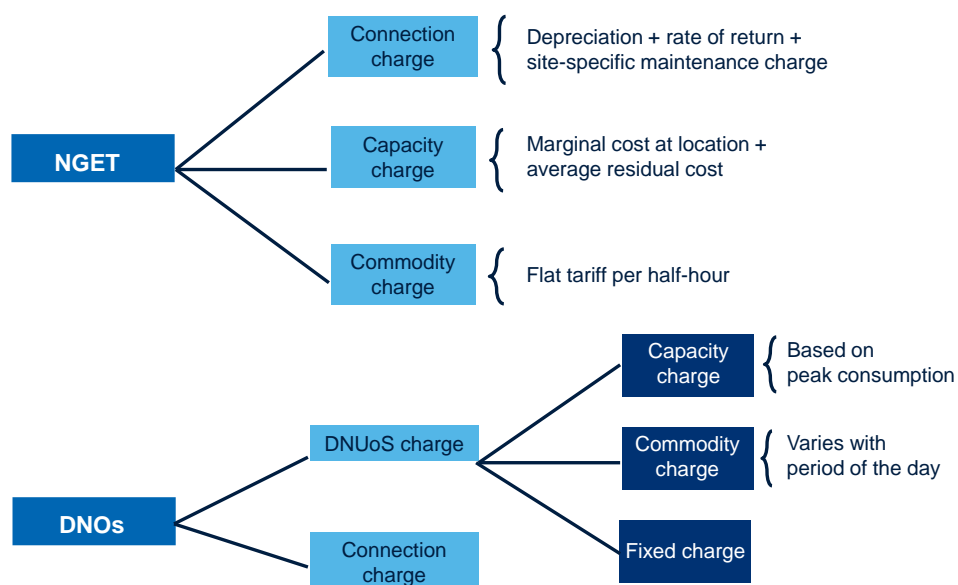 Connection
charge
Depreciation + rate of return +
site-specific maintenance charge
NGET
Capacity
charge
Marginal cost at location +
average residual cost
Commodity
charge
Flat tariff per half-hour
Capacity
charge
Based on
peak consumption
DNUoS charge
Commodity
charge
Varies with
period of the day
DNOs
Connection
charge
Fixed charge